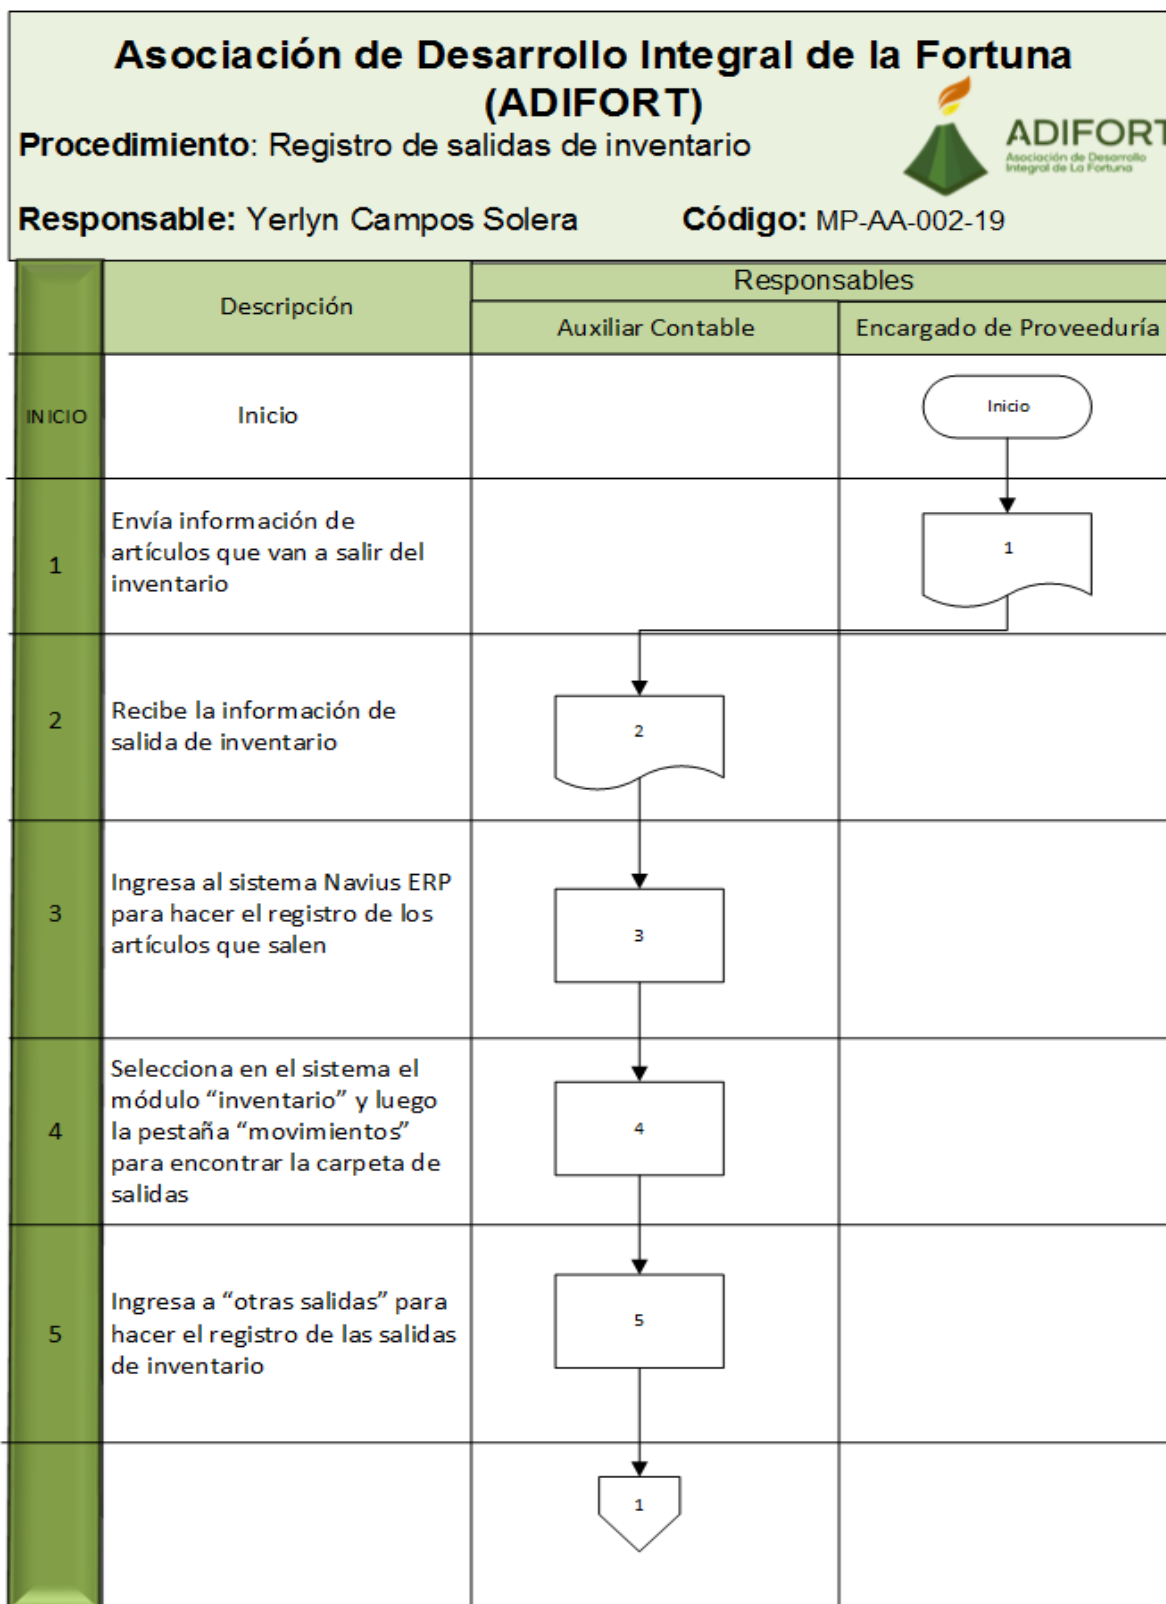 Asociación de Desarrollo Integral de la Fortuna
(ADIFORT)
Procedimiento: Registro de salidas de inventario
ADIFORT
Asociación de Desarrollo
Integral de La Fortuna
Responsable: Yerlyn Campos Solera Código: MP-AA-002-19
Descripción
Responsables
Auxiliar Contable
Encargado de Proveeduría
INICIO
Inicio
Inicio
1
Envía información de
artículos que van a salir del
inventario
1
2
Recibe la información de
salida de inventario
2
3
Ingresa al sistema Navius ERP
para hacer el registro de los
artículos que salen
3
4
Selecciona en el sistema el
módulo “inventario” y luego
la pestaña “movimientos”
para encontrar la carpeta de
salidas
4
5
Ingresa a “otras salidas” para
hacer el registro de las salidas
de inventario
5
1